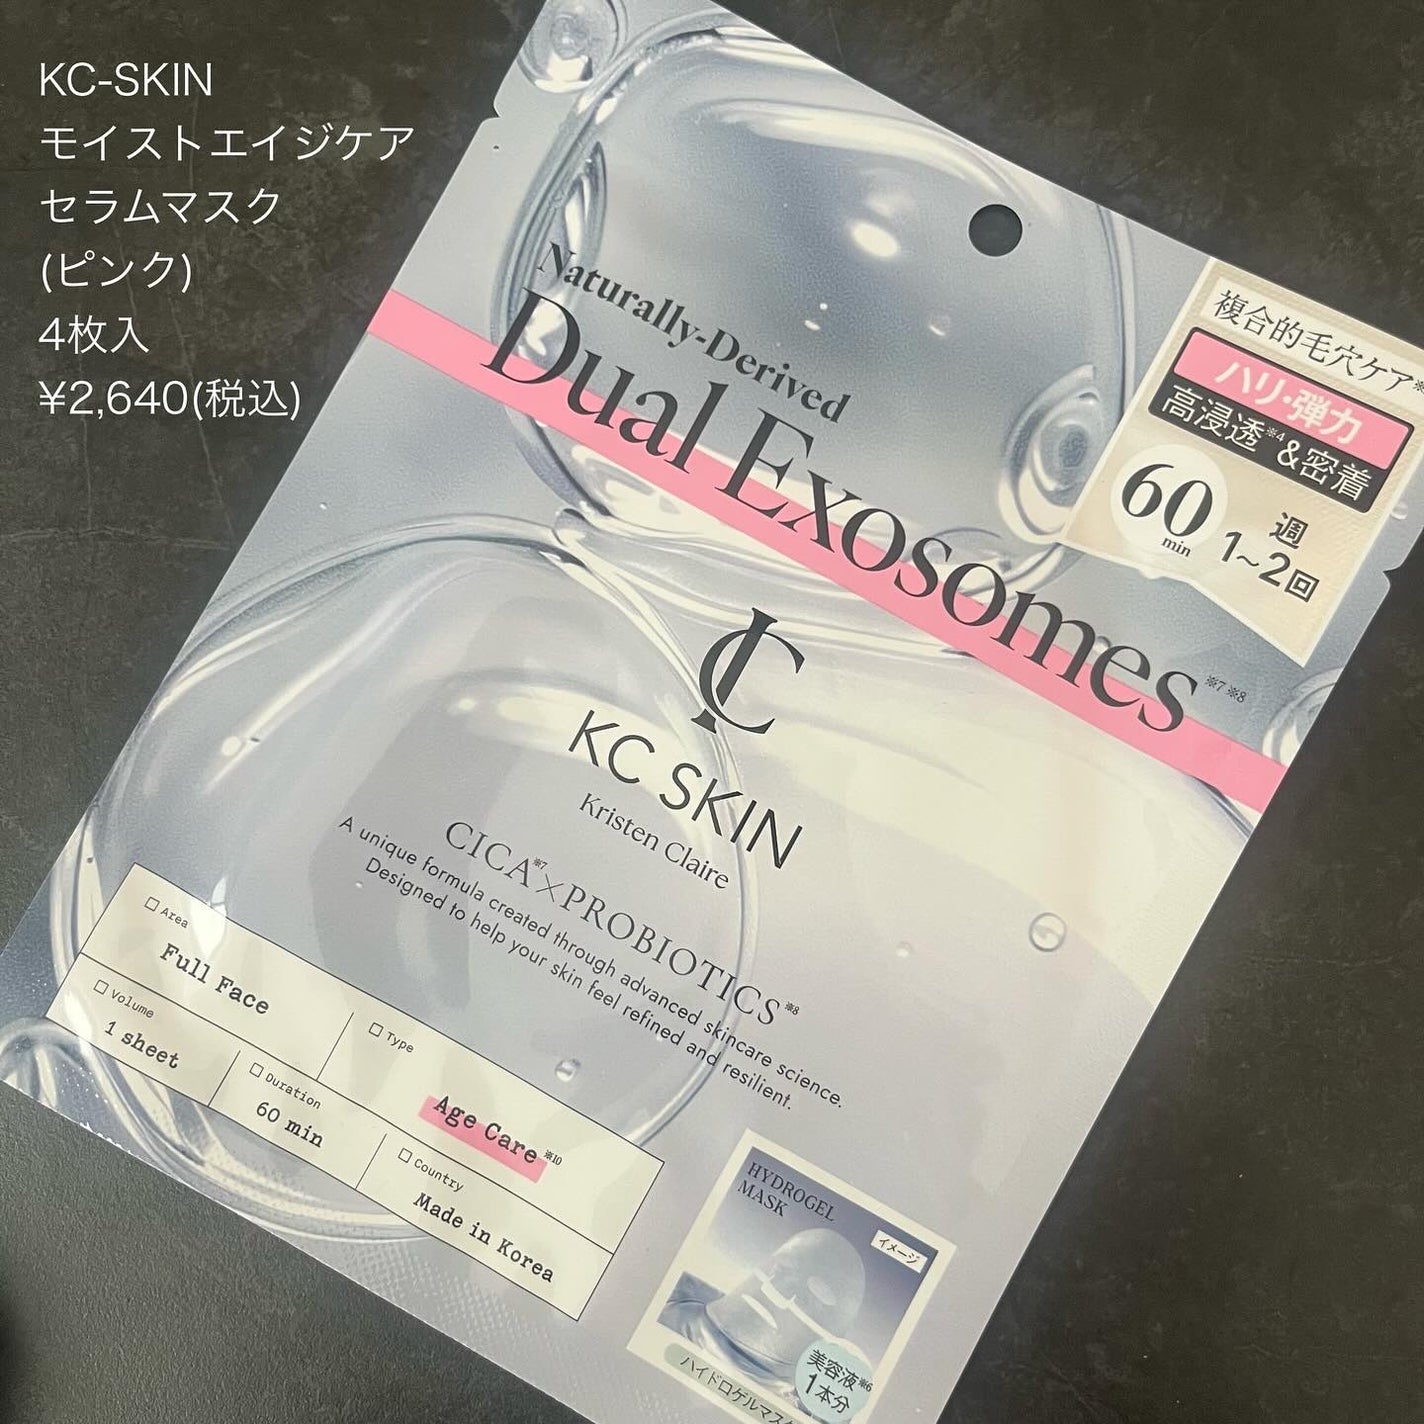 KC-SKIN
モイストエイジケア
セラムマスク
(ピンク)
4枚入
¥2,640(税込)
Naturally-Derived
Dual Exosomes※7 ※8
複合的毛穴ケア※
ハリ・弾力
高浸透※4&密着
60
min
週
1~2回
KC SKIN
Kristen Claire
CICA※7×PROBIOTICS※8
A unique formula created through advanced skincare science.
Designed to help your skin feel refined and resilient.
□ Area
Full Face
□ Type
Age Care※10
□ Volume
1 sheet
□ Duration
60 min
□ Country
Made in Korea
HYDROGEL
MASK
イメージ
美容液※6
1本分
ハイドロゲルマスク